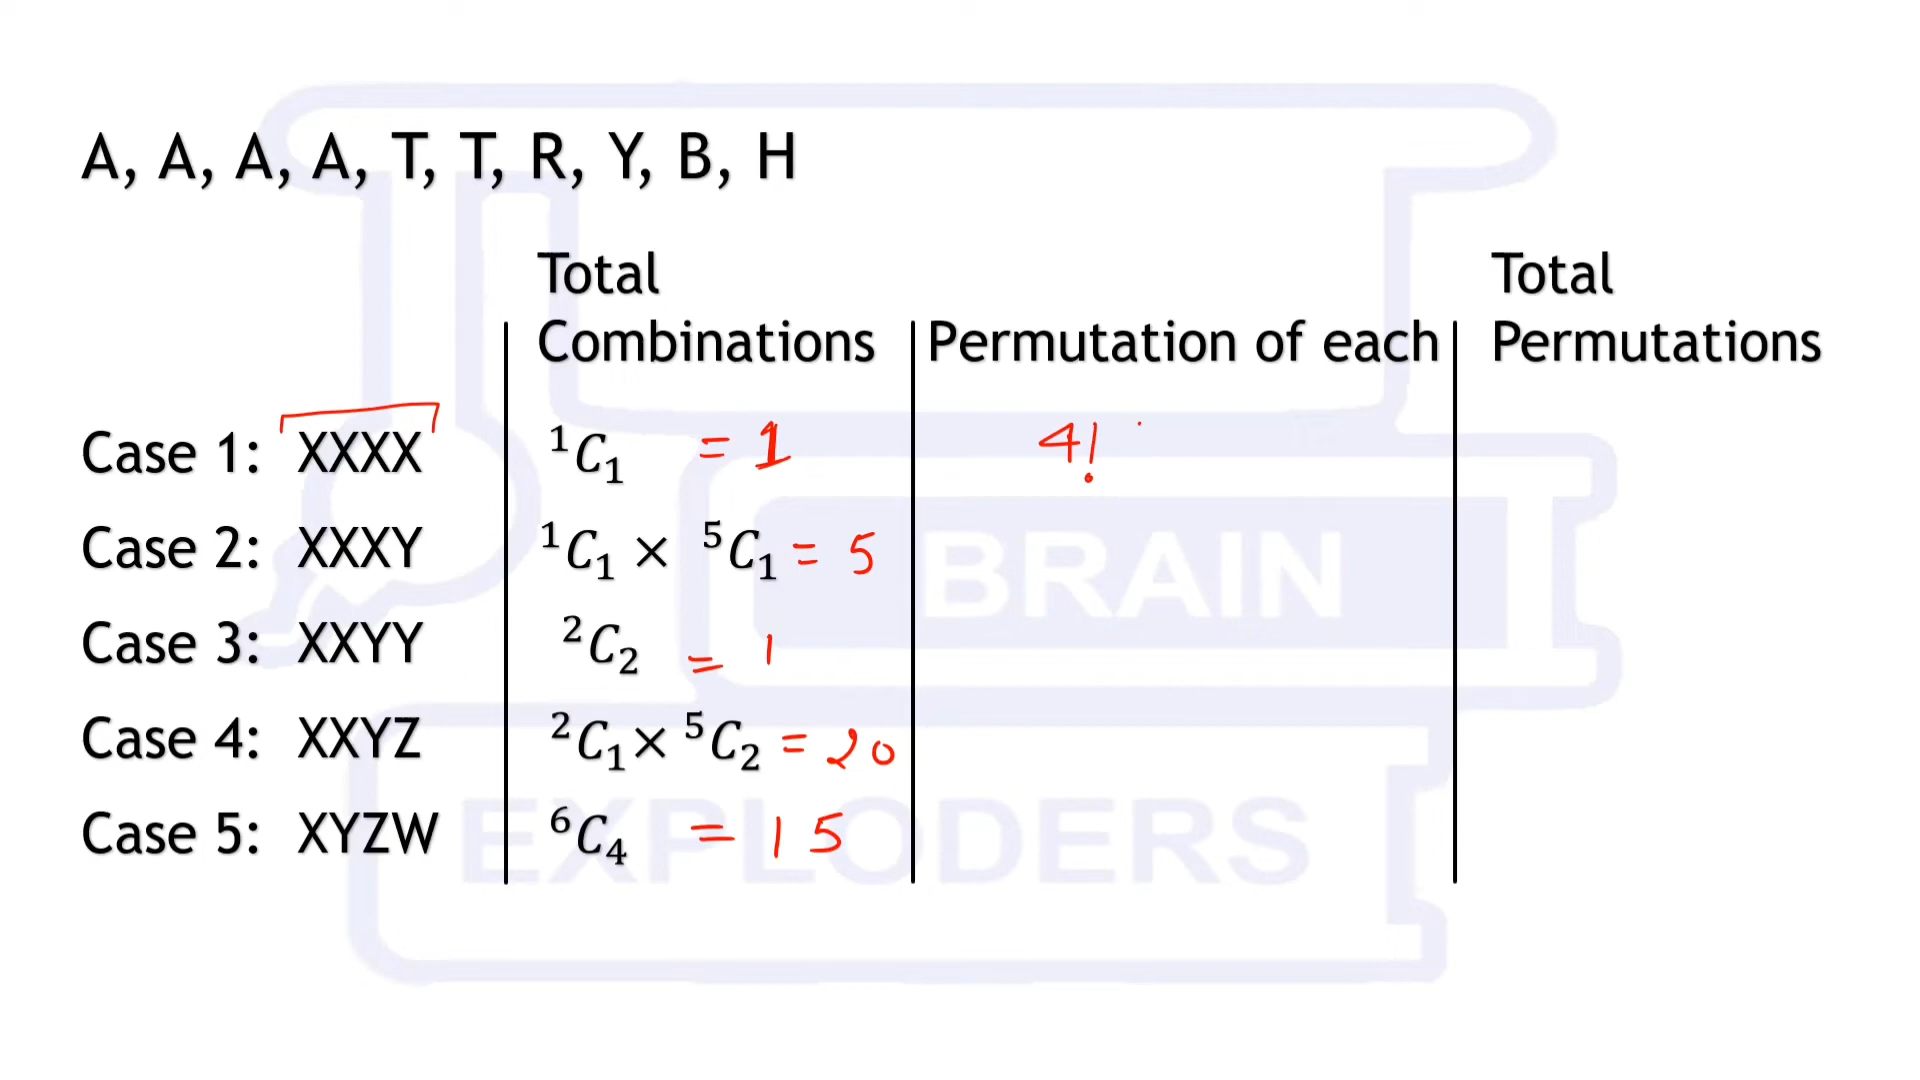 A, A, A, A, T, T, R, Y, B, H
Total Combinations
Permutation of each
Total Permutations
Case 1: XXXX ¹C₁ = 1 4!
Case 2: XXXY ¹C₁ × ⁵C₁ = 5
Case 3: XXYY ²C₂ = 1
Case 4: XXYZ ²C₁× ⁵C₂ = 20
Case 5: XYZW ⁶C₄ = 15
BRAIN
EXPLODERS